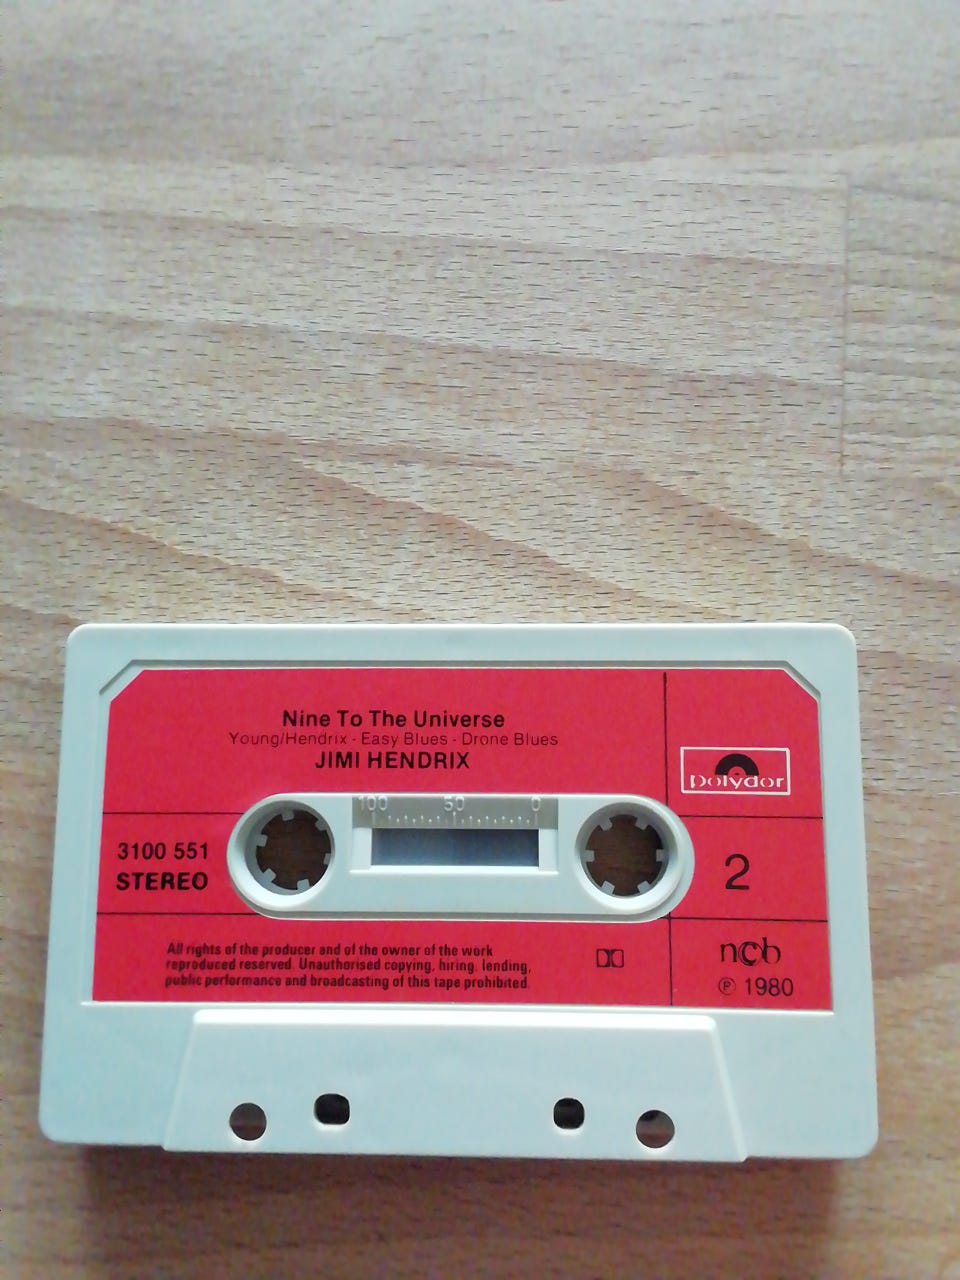 Nine To The Universe
Young/Hendrix - Easy Blues - Drone Blues
JIMI HENDRIX
polydor
100 50 0
3100 551
STEREO
2
All rights of the producer and of the owner of the work
reproduced reserved. Unauthorised copying, hiring, lending,
public performance and broadcasting of this tape prohibited.
ncb
℗ 1980